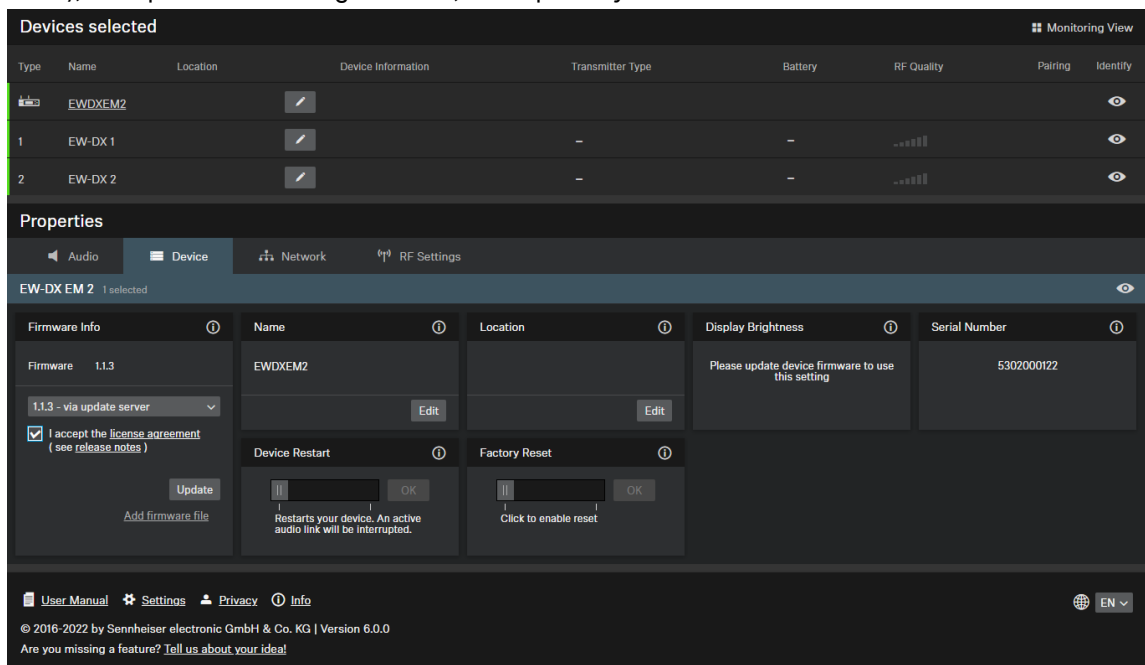 Devices selected
Monitoring View
Type Name Location Device Information Transmitter Type Battery RF Quality Pairing Identify
EWDXEM2
1 EW-DX 1 – –
2 EW-DX 2 – –
Properties
Audio Device Network RF Settings
EW-DX EM 2 1 selected
Firmware Info
Firmware 1.1.3
1.1.3 - via update server
I accept the license agreement
( see release notes )
Update
Add firmware file
Name
EWDXEM2
Edit
Device Restart
OK
Restarts your device. An active
audio link will be interrupted.
Location
Edit
Factory Reset
OK
Click to enable reset
Display Brightness
Please update device firmware to use
this setting
Serial Number
5302000122
User Manual Settings Privacy Info
EN
© 2016-2022 by Sennheiser electronic GmbH & Co. KG | Version 6.0.0
Are you missing a feature? Tell us about your idea!